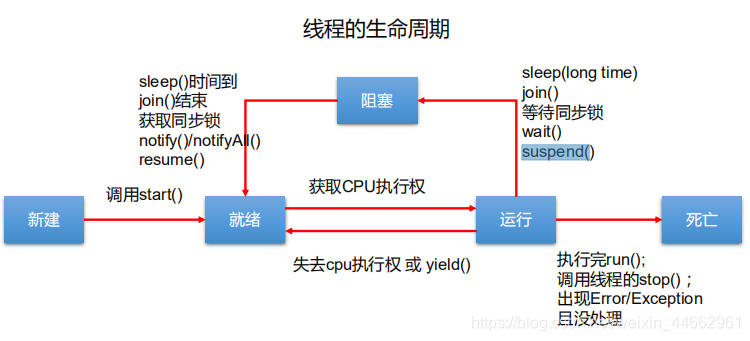 线程的生命周期
sleep()时间到
join()结束
获取同步锁
notify()/notifyAll()
resume()
阻塞
sleep(long time)
join()
等待同步锁
wait()
suspend()
调用start()
获取CPU执行权
新建
就绪
运行
死亡
失去cpu执行权 或 yield()
执行完run();
调用线程的stop()；
出现Error/Exception
且没处理
weixin_44662961